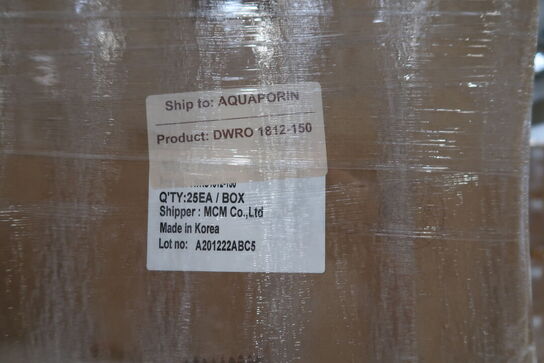 Ship to: AQUAPORIN
Product: DWRO 1812-150
Q'TY:25EA / BOX
Shipper : MCM Co.,Ltd
Made in Korea
Lot no: A201222ABC5